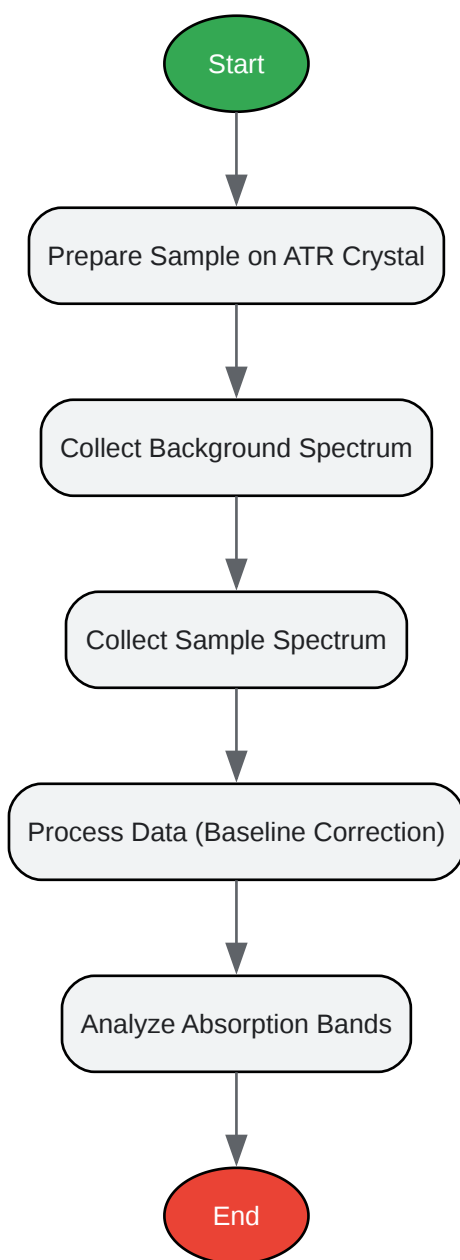 Start
Prepare Sample on ATR Crystal
Collect Background Spectrum
Collect Sample Spectrum
Process Data (Baseline Correction)
Analyze Absorption Bands
End